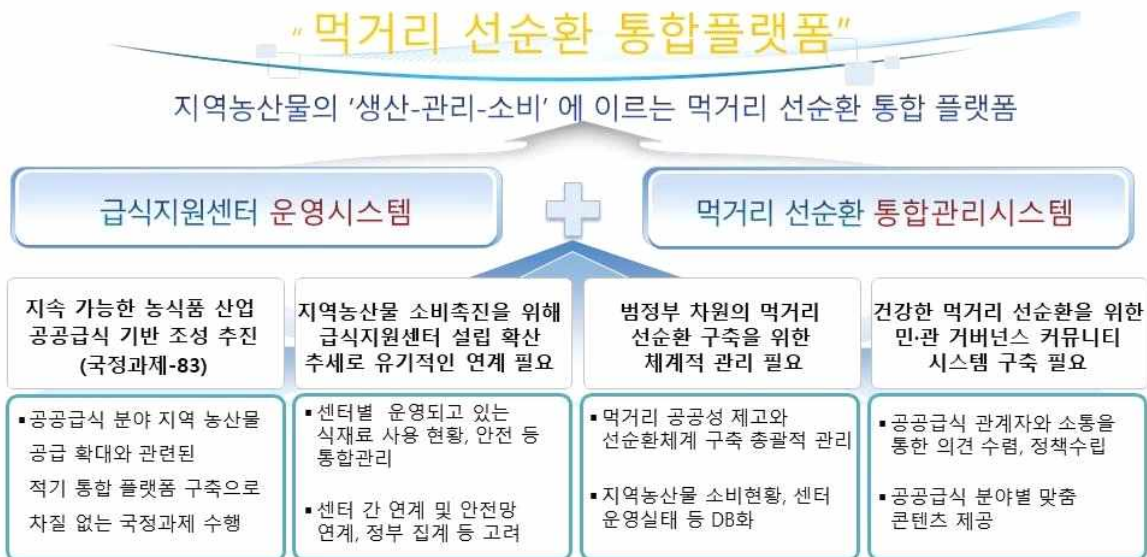 “ 먹거리 선순환 통합플랫폼”
지역농산물의 '생산-관리-소비' 에 이르는 먹거리 선순환 통합 플랫폼
급식지원센터 운영시스템
먹거리 선순환 통합관리시스템
지속 가능한 농식품 산업
공공급식 기반 조성 추진
(국정과제-83)
지역농산물 소비촉진을 위해
급식지원센터 설립 확산
추세로 유기적인 연계 필요
범정부 차원의 먹거리
선순환 구축을 위한
체계적 관리 필요
건강한 먹거리 선순환을 위한
민·관 거버넌스 커뮤니티
시스템 구축 필요
▪ 공공급식 분야 지역 농산물
공급 확대와 관련된
적기 통합 플랫폼 구축으로
차질 없는 국정과제 수행
▪ 센터별 운영되고 있는
식재료 사용 현황, 안전 등
통합관리
▪ 센터 간 연계 및 안전망
연계, 정부 집계 등 고려
▪ 먹거리 공공성 제고와
선순환체계 구축 총괄적 관리
▪ 지역농산물 소비현황, 센터
운영실태 등 DB화
▪ 공공급식 관계자와 소통을
통한 의견 수렴, 정책수립
▪ 공공급식 분야별 맞춤
콘텐츠 제공